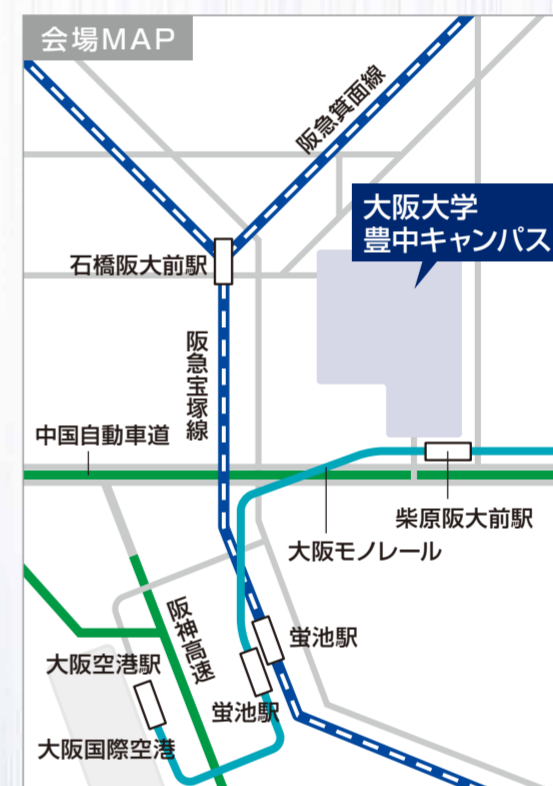 会場MAP
阪急箕面線
大阪大学
豊中キャンパス
石橋阪大前駅
阪急宝塚線
中国自動車道
柴原阪大前駅
大阪モノレール
阪神高速
蛍池駅
大阪空港駅
蛍池駅
大阪国際空港